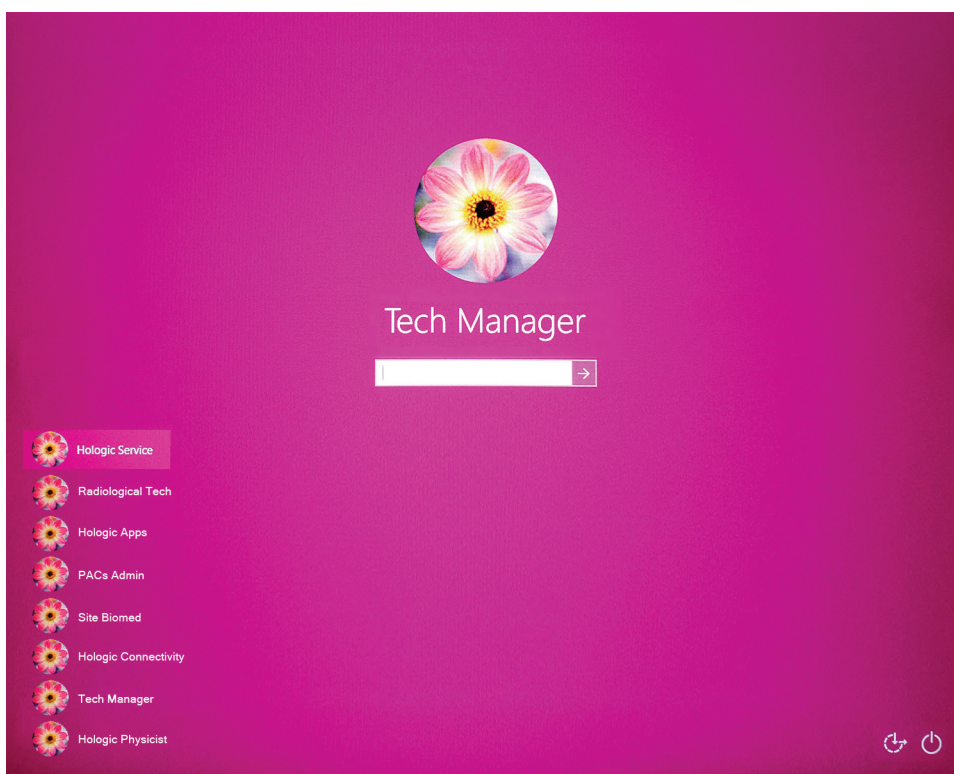 Tech Manager
Hologic Service
Radiological Tech
Hologic Apps
PACs Admin
Site Biomed
Hologic Connectivity
Tech Manager
Hologic Physicist